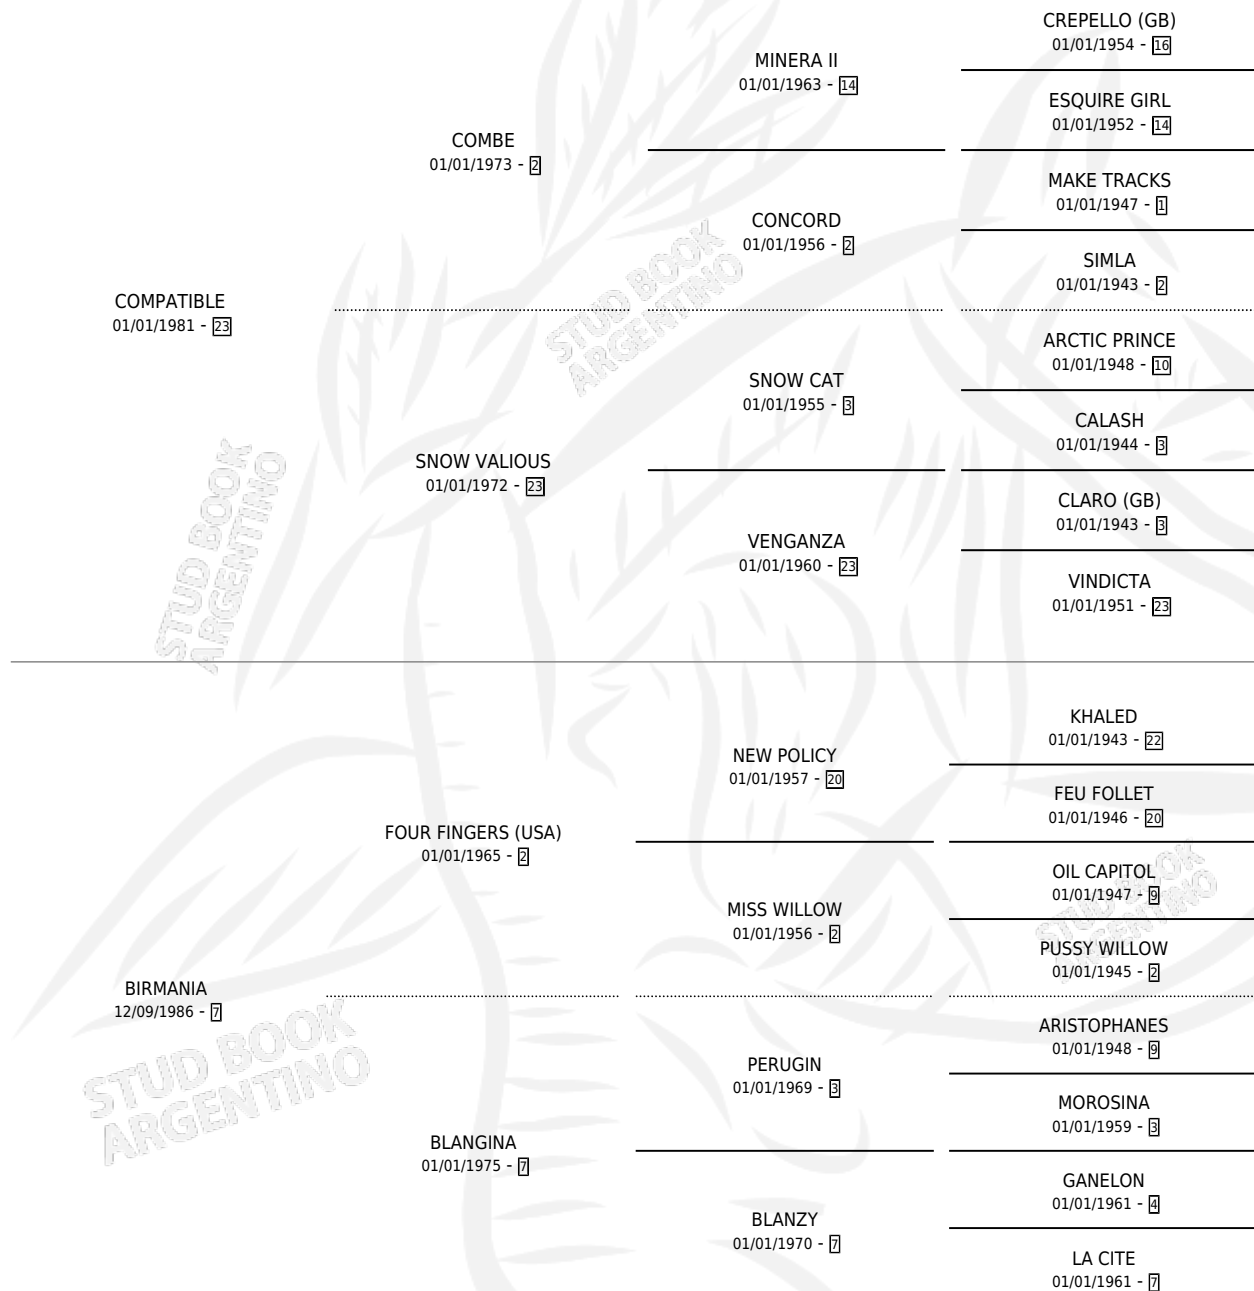 CREPELLO (GB)
01/01/1954 - 16
MINERA II
01/01/1963 - 14
ESQUIRE GIRL
01/01/1952 - 14
COMBE
01/01/1973 - 2
MAKE TRACKS
01/01/1947 - 1
CONCORD
01/01/1956 - 2
SIMLA
01/01/1943 - 2
COMPATIBLE
01/01/1981 - 23
ARCTIC PRINCE
01/01/1948 - 10
SNOW CAT
01/01/1955 - 3
CALASH
01/01/1944 - 3
SNOW VALIOUS
01/01/1972 - 23
CLARO (GB)
01/01/1943 - 3
VENGANZA
01/01/1960 - 23
VINDICTA
01/01/1951 - 23
KHALED
01/01/1943 - 22
NEW POLICY
01/01/1957 - 20
FEU FOLLET
01/01/1946 - 20
FOUR FINGERS (USA)
01/01/1965 - 2
OIL CAPITOL
01/01/1947 - 9
MISS WILLOW
01/01/1956 - 2
PUSSY WILLOW
01/01/1945 - 2
BIRMANIA
12/09/1986 - 7
ARISTOPHANES
01/01/1948 - 9
PERUGIN
01/01/1969 - 3
MOROSINA
01/01/1959 - 3
BLANGINA
01/01/1975 - 7
GANELON
01/01/1961 - 4
BLANZY
01/01/1970 - 7
LA CITE
01/01/1961 - 7
STUD BOOK
ARGENTINO
STUD BOOK
ARGENTINO
STUD BOOK
ARGENTINO
STUD BOOK
ARGENTINO